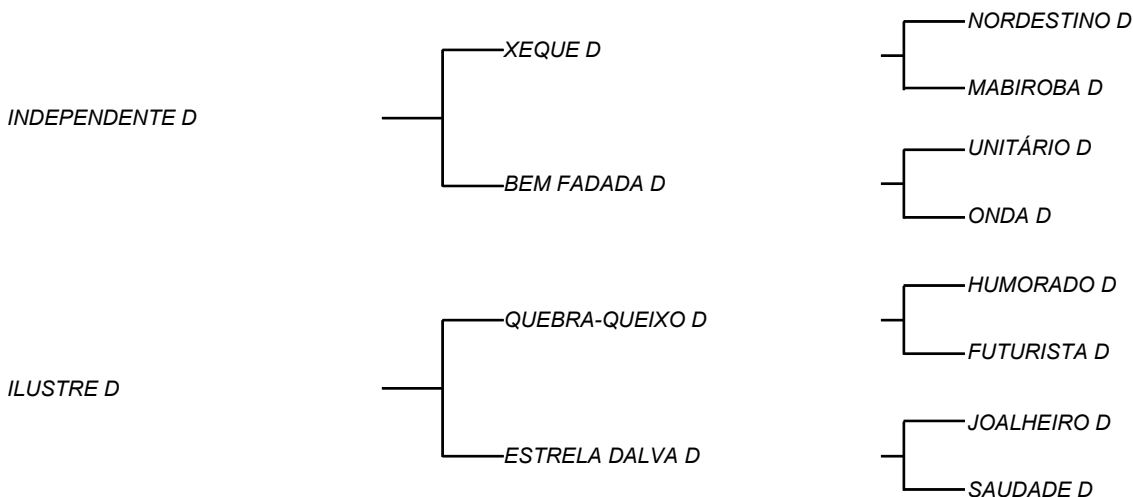 NORDESTINO D
XEQUE D
MABIROBA D
INDEPENDENTE D
UNITÁRIO D
BEM FADADA D
ONDA D
HUMORADO D
QUEBRA-QUEIXO D
FUTURISTA D
ILUSTRE D
JOALHEIRO D
ESTRELA DALVA D
SAUDADE D